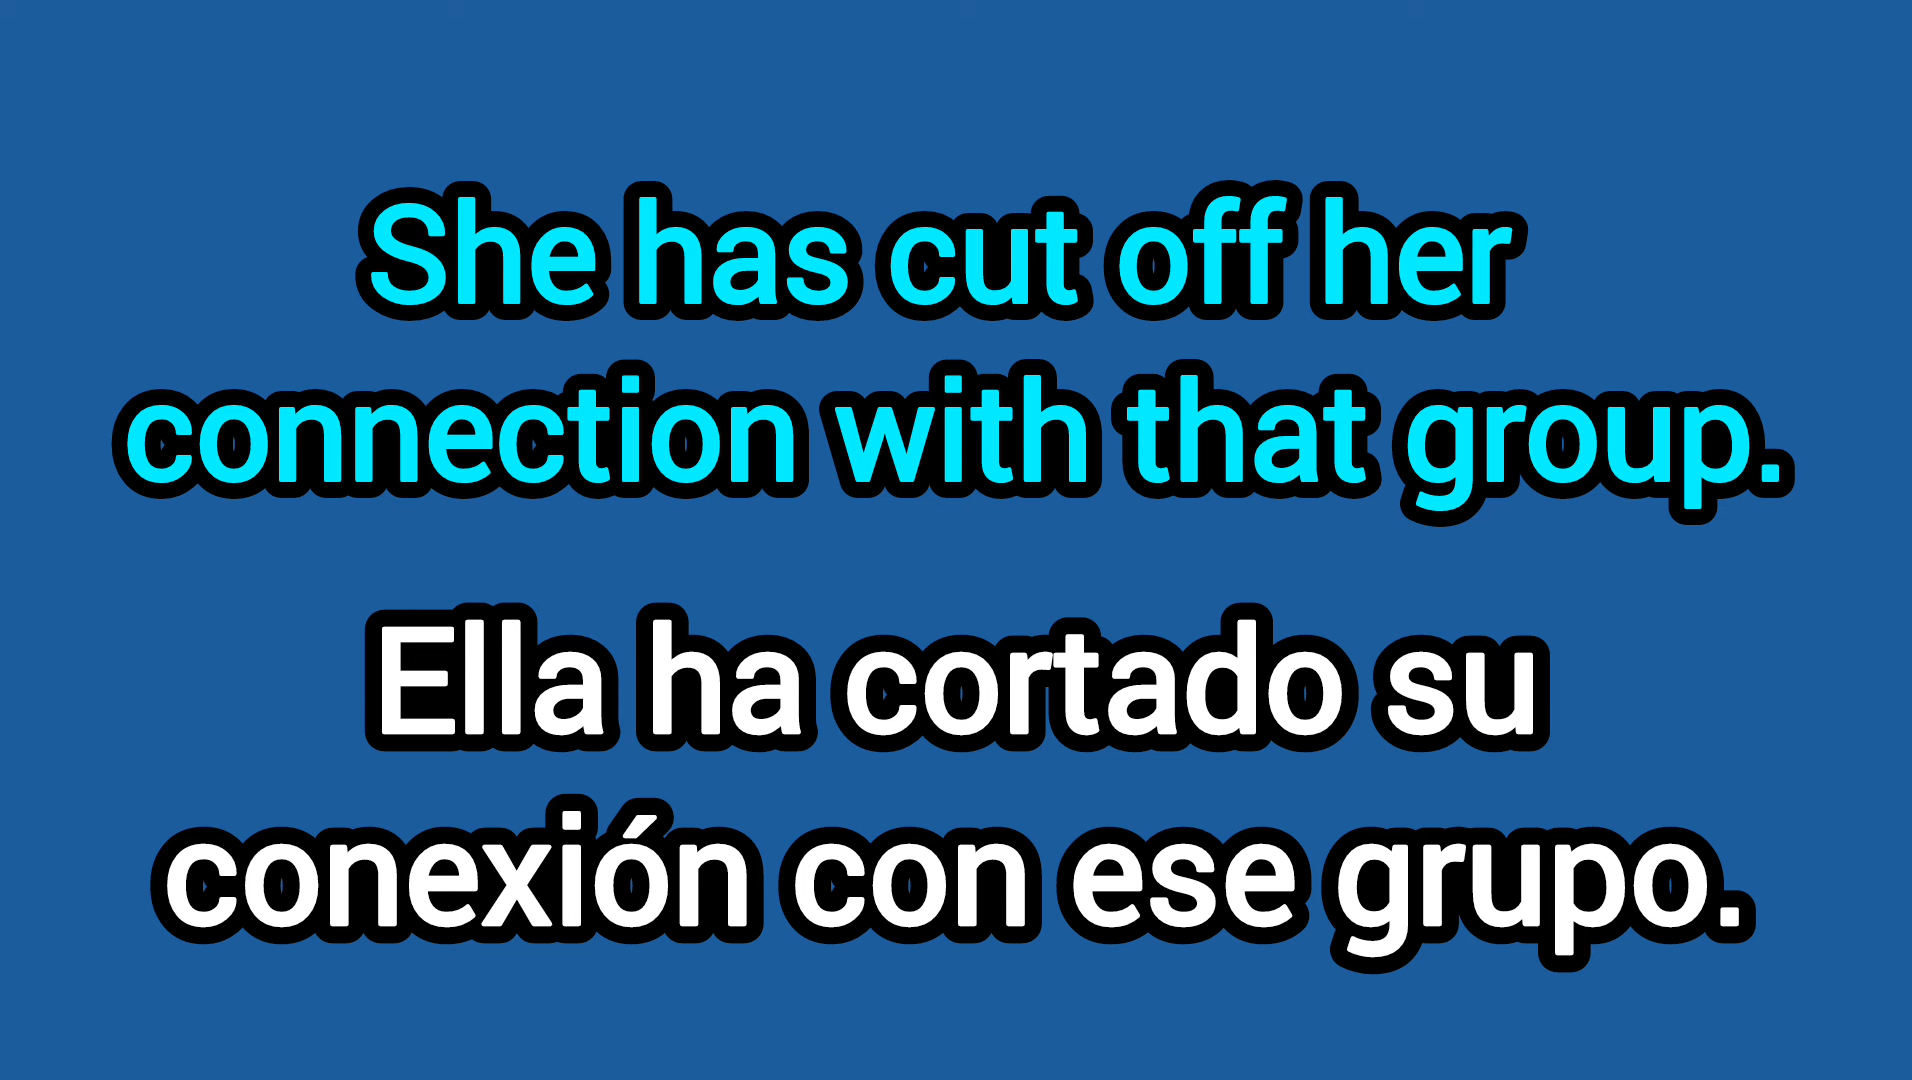 She has cut off her
connection with that group.
Ella ha cortado su
conexión con ese grupo.